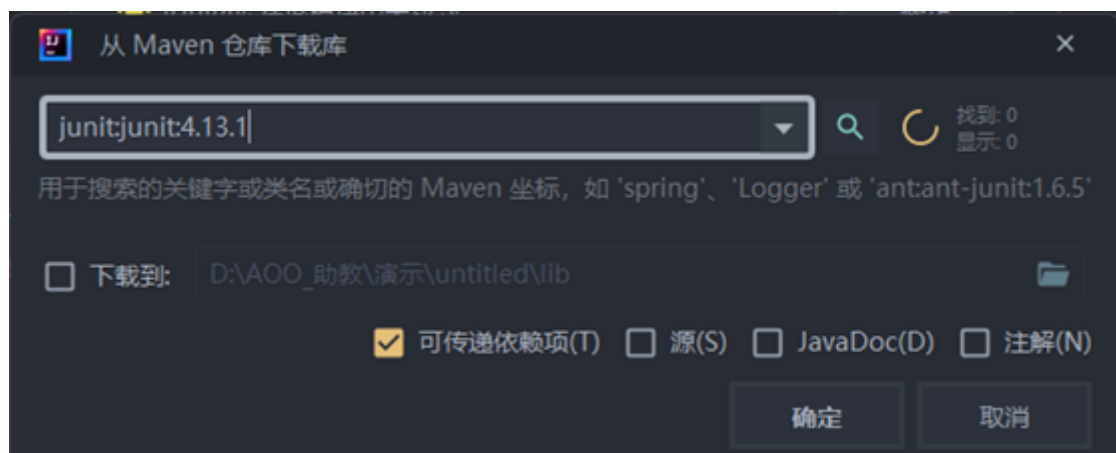 从 Maven 仓库下载库
junit:junit:4.13.1
找到: 0
显示: 0
用于搜索的关键字或类名或确切的 Maven 坐标，如 'spring'、'Logger' 或 'ant:ant-junit:1.6.5'
下载到: D:\AOO_助教\演示\untitled\lib
可传递依赖项(T) 源(S) JavaDoc(D) 注解(N)
确定 取消